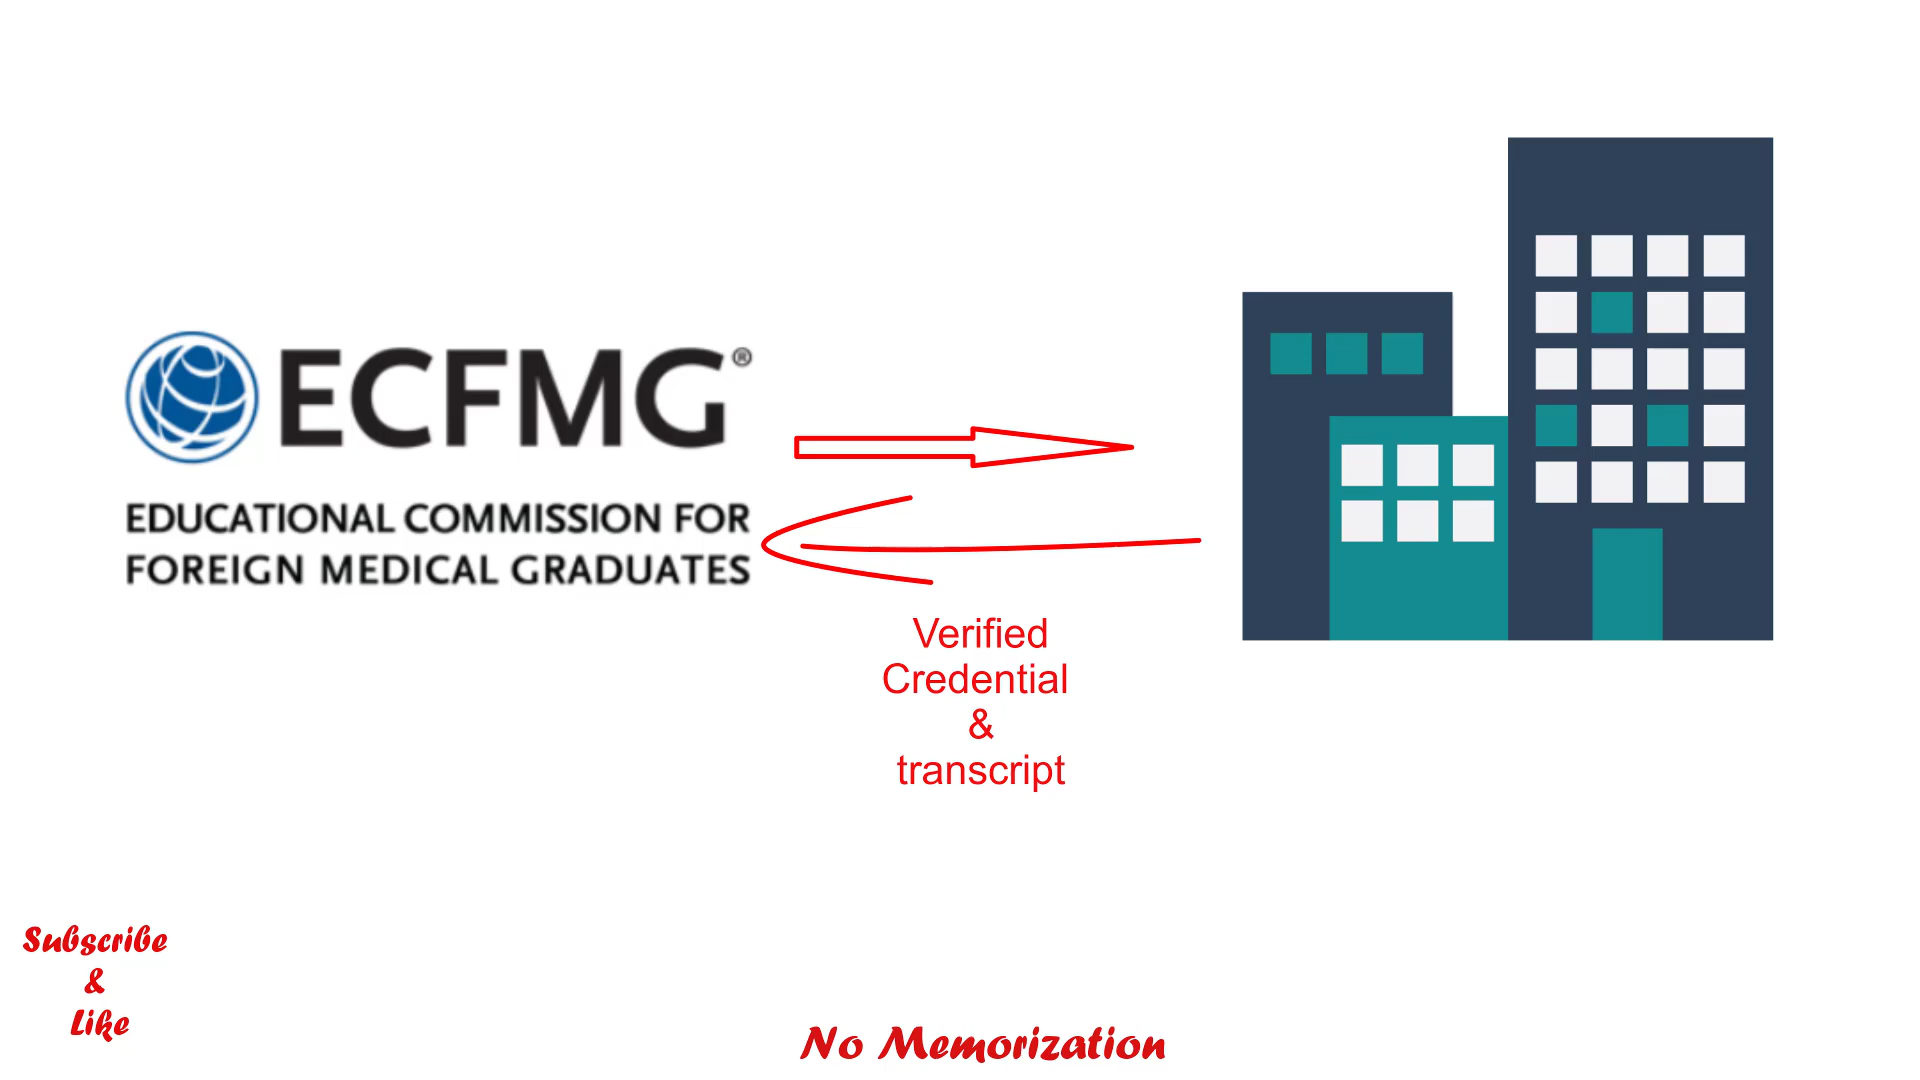 ECFMG®
EDUCATIONAL COMMISSION FOR
FOREIGN MEDICAL GRADUATES
Verified
Credential
&
transcript
Subscribe
&
Like
No Memorization